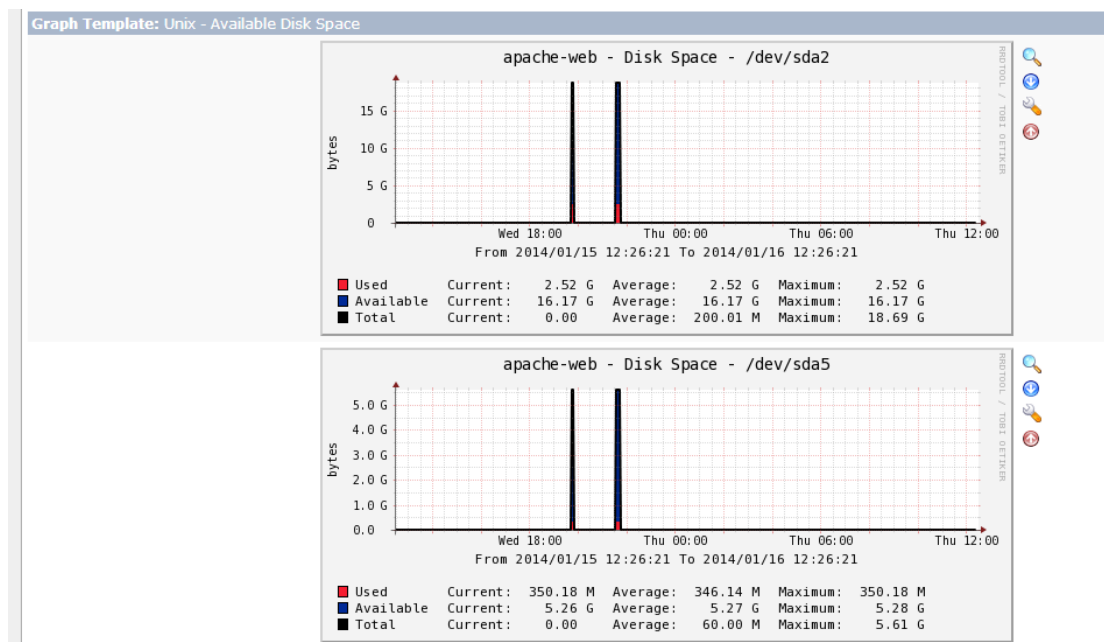 Graph Template: Unix - Available Disk Space
apache-web - Disk Space - /dev/sda2
RRDTOOL / TOBI OETIKER
bytes
15 G
10 G
5 G
0
Wed 18:00 Thu 00:00 Thu 06:00 Thu 12:00
From 2014/01/15 12:26:21 To 2014/01/16 12:26:21
Used Current: 2.52 G Average: 2.52 G Maximum: 2.52 G
Available Current: 16.17 G Average: 16.17 G Maximum: 16.17 G
Total Current: 0.00 Average: 200.01 M Maximum: 18.69 G
apache-web - Disk Space - /dev/sda5
RRDTOOL / TOBI OETIKER
bytes
5.0 G
4.0 G
3.0 G
2.0 G
1.0 G
0.0
Wed 18:00 Thu 00:00 Thu 06:00 Thu 12:00
From 2014/01/15 12:26:21 To 2014/01/16 12:26:21
Used Current: 350.18 M Average: 346.14 M Maximum: 350.18 M
Available Current: 5.26 G Average: 5.27 G Maximum: 5.28 G
Total Current: 0.00 Average: 60.00 M Maximum: 5.61 G